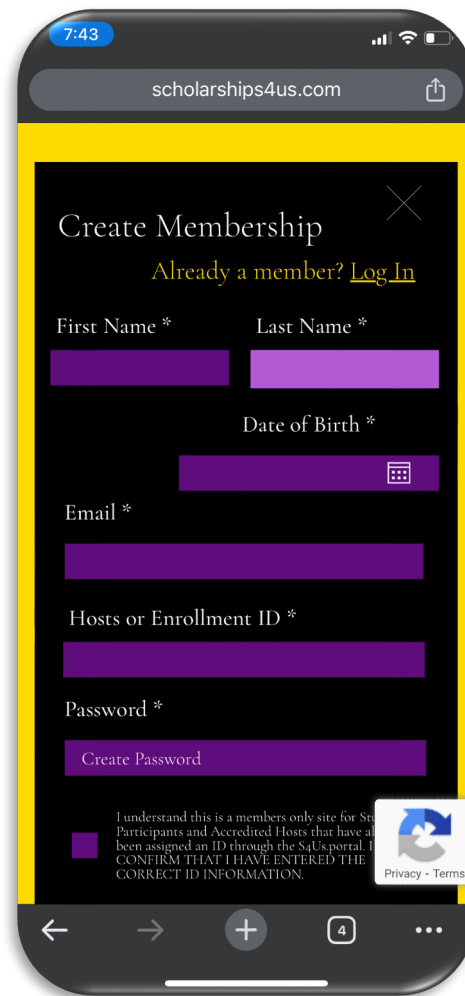 7:43
scholarships4us.com
Create Membership
Already a member? Log In
First Name * Last Name *
Date of Birth *
Email *
Hosts or Enrollment ID *
Password *
Create Password
I understand this is a members only site for
Participants and Accredited Hosts that have
been assigned an ID through the S4Us.portal. I
CONFIRM THAT I HAVE ENTERED THE
CORRECT ID INFORMATION.
Privacy - Terms
4